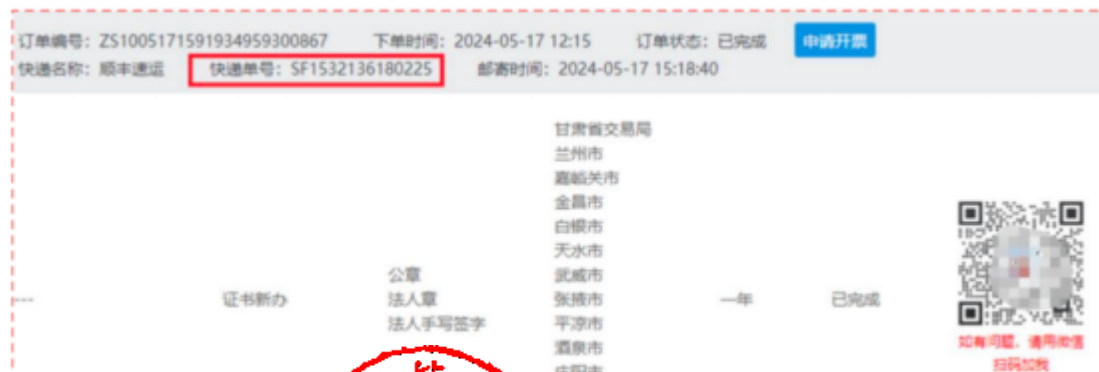 订单编号：ZS1005171591934959300867 下单时间：2024-05-17 12:15 订单状态：已完成 申请开票
快递名称：顺丰速运 快递单号：SF1532136180225 邮寄时间：2024-05-17 15:18:40
甘肃省交易局
兰州市
嘉峪关市
金昌市
白银市
天水市
公章 武威市
--- 证书新办 法人章 张掖市 一年 已完成
法人手写签字 平凉市
酒泉市
庆阳市
如有问题，请用微信
扫码加我